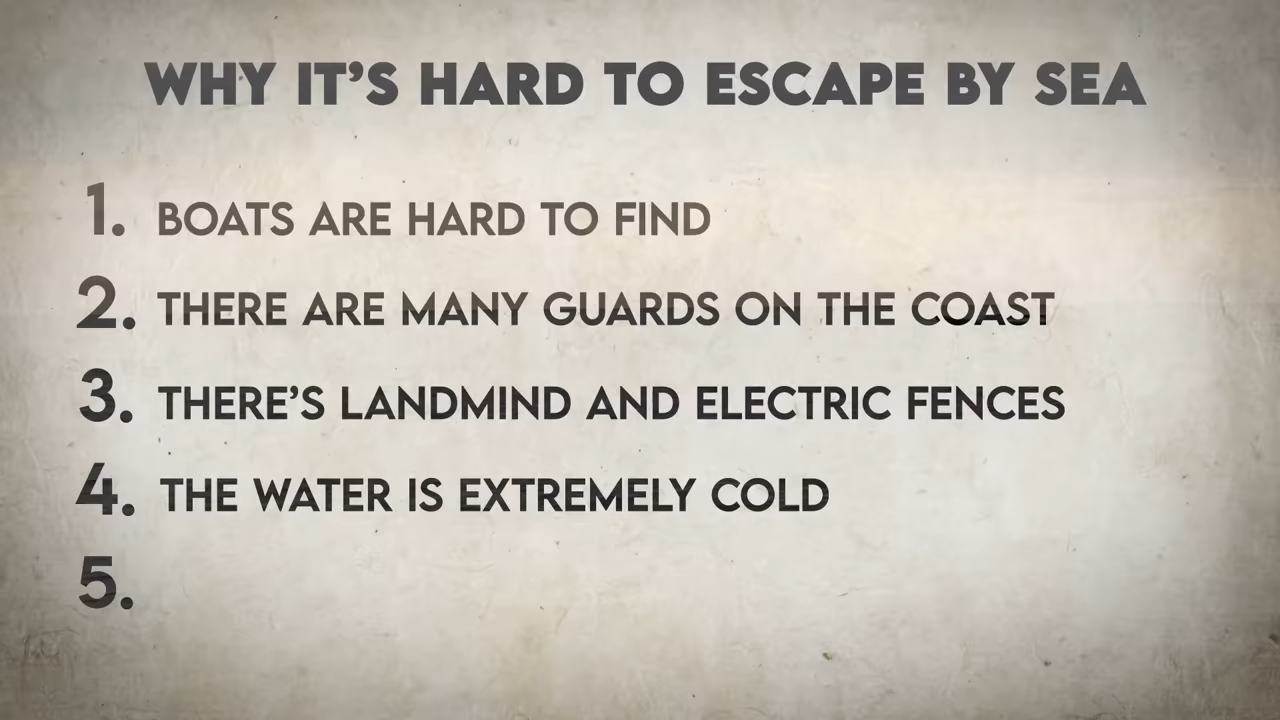 WHY IT'S HARD TO ESCAPE BY SEA
1. BOATS ARE HARD TO FIND
2. THERE ARE MANY GUARDS ON THE COAST
3. THERE'S LANDMIND AND ELECTRIC FENCES
4. THE WATER IS EXTREMELY COLD
5.